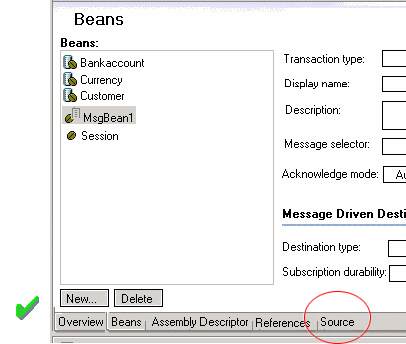 Beans
Beans:
Bankaccount
Currency
Customer
MsgBean1
Session
New... Delete
Transaction type:
Display name:
Description:
Message selector:
Acknowledge mode: Au
Message Driven Desti
Destination type:
Subscription durability:
Overview Beans Assembly Descriptor References Source